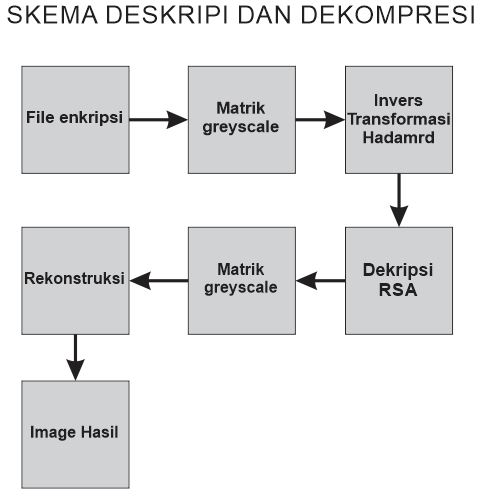 SKEMA DESKRIPI DAN DEKOMPRESI
File enkripsi
Matrik
greyscale
Invers
Transformasi
Hadamrd
Dekripsi
RSA
Matrik
greyscale
Rekonstruksi
Image Hasil